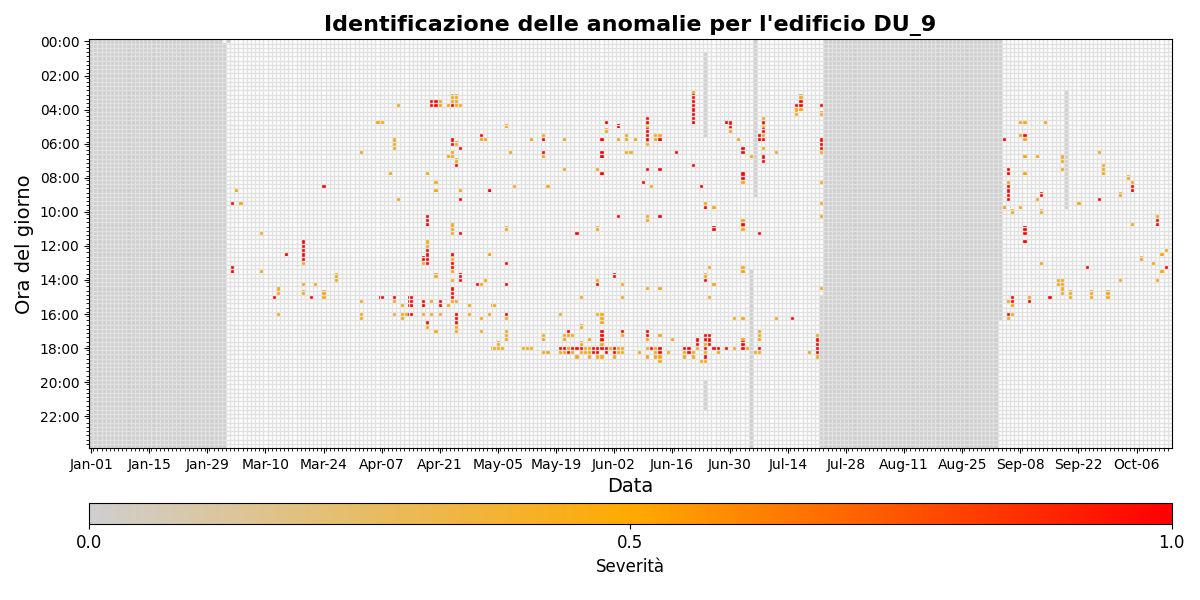 Identificazione delle anomalie per l'edificio DU_9
Ora del giorno
00:00
02:00
04:00
06:00
08:00
10:00
12:00
14:00
16:00
18:00
20:00
22:00
Jan-01 Jan-15 Jan-29 Mar-10 Mar-24 Apr-07 Apr-21 May-05 May-19 Jun-02 Jun-16 Jun-30 Jul-14 Jul-28 Aug-11 Aug-25 Sep-08 Sep-22 Oct-06
Data
0.0 0.5 1.0
Severità